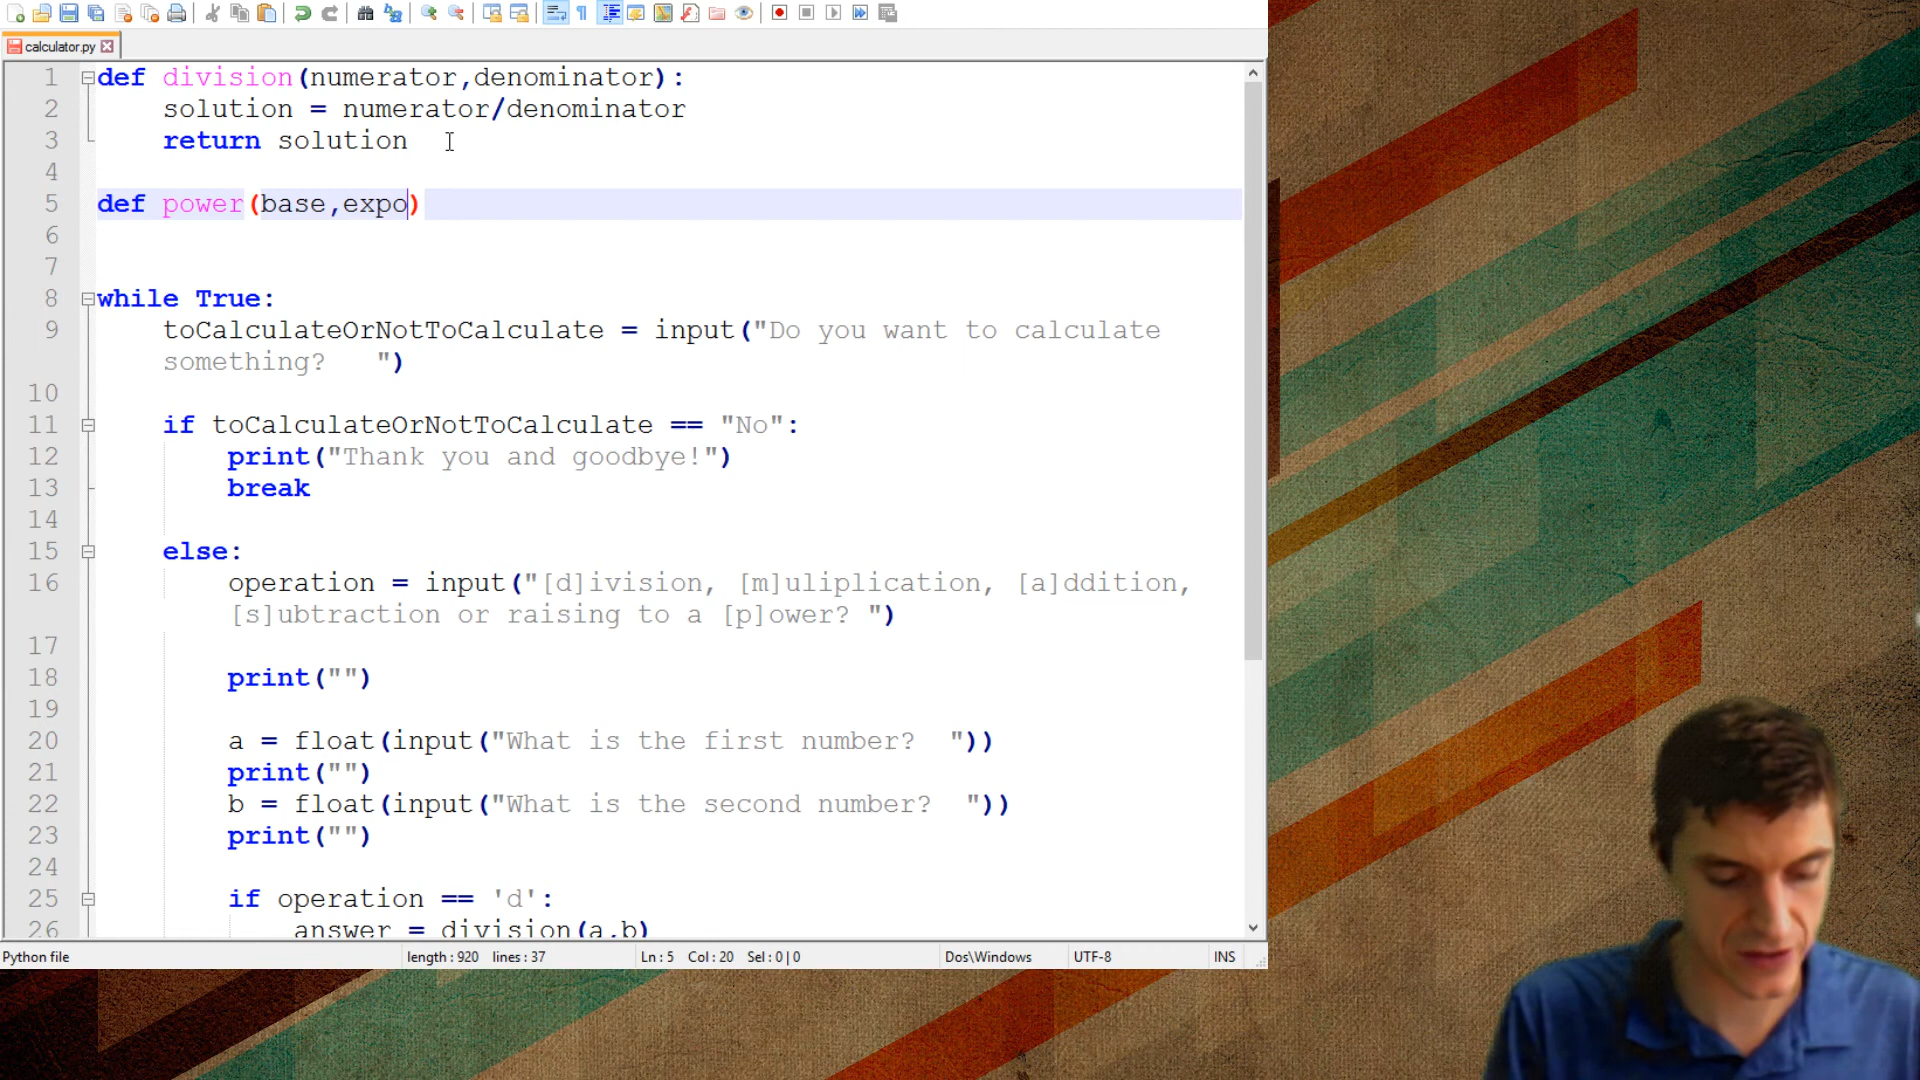 calculator.py
1 def division(numerator,denominator):
2 solution = numerator/denominator
3 return solution
4
5 def power(base,expo)
6
7
8 while True:
9 toCalculateOrNotToCalculate = input("Do you want to calculate
something?   ")
10
11 if toCalculateOrNotToCalculate == "No":
12 print("Thank you and goodbye!")
13 break
14
15 else:
16 operation = input("[d]ivision, [m]uliplication, [a]ddition,
[s]ubtraction or raising to a [p]ower? ")
17
18 print("")
19
20 a = float(input("What is the first number?  "))
21 print("")
22 b = float(input("What is the second number?  "))
23 print("")
24
25 if operation == 'd':
26 answer = division(a,b)
Python file length : 920 lines : 37 Ln : 5 Col : 20 Sel : 0 | 0 Dos\Windows UTF-8 INS